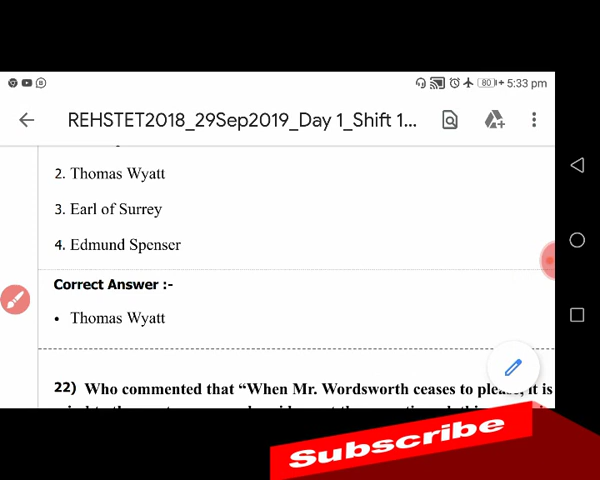 80 + 5:33 pm
REHSTET2018_29Sep2019_Day 1_Shift 1...
2. Thomas Wyatt
3. Earl of Surrey
4. Edmund Spenser
Correct Answer :-
• Thomas Wyatt
22) Who commented that “When Mr. Wordsworth ceases to please, it is
Subscribe